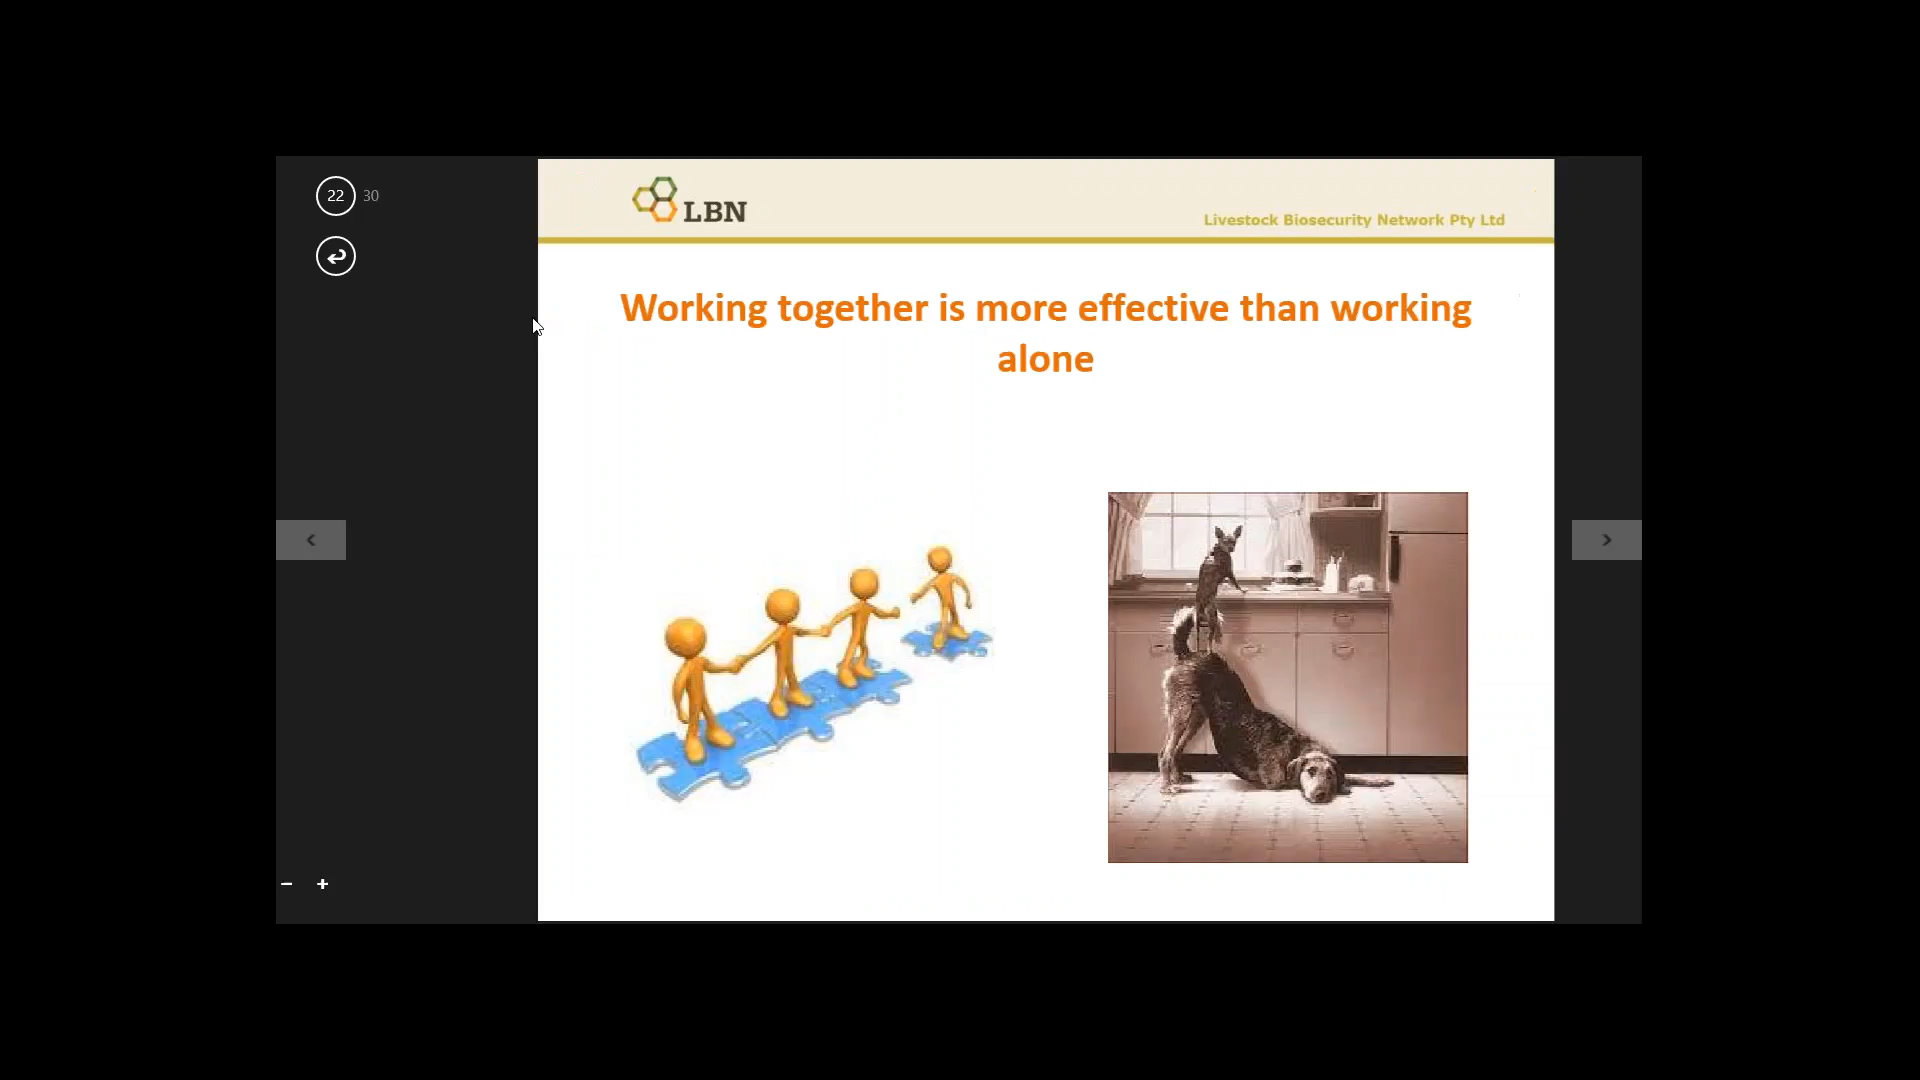 22 30
LBN
Livestock Biosecurity Network Pty Ltd
Working together is more effective than working
alone